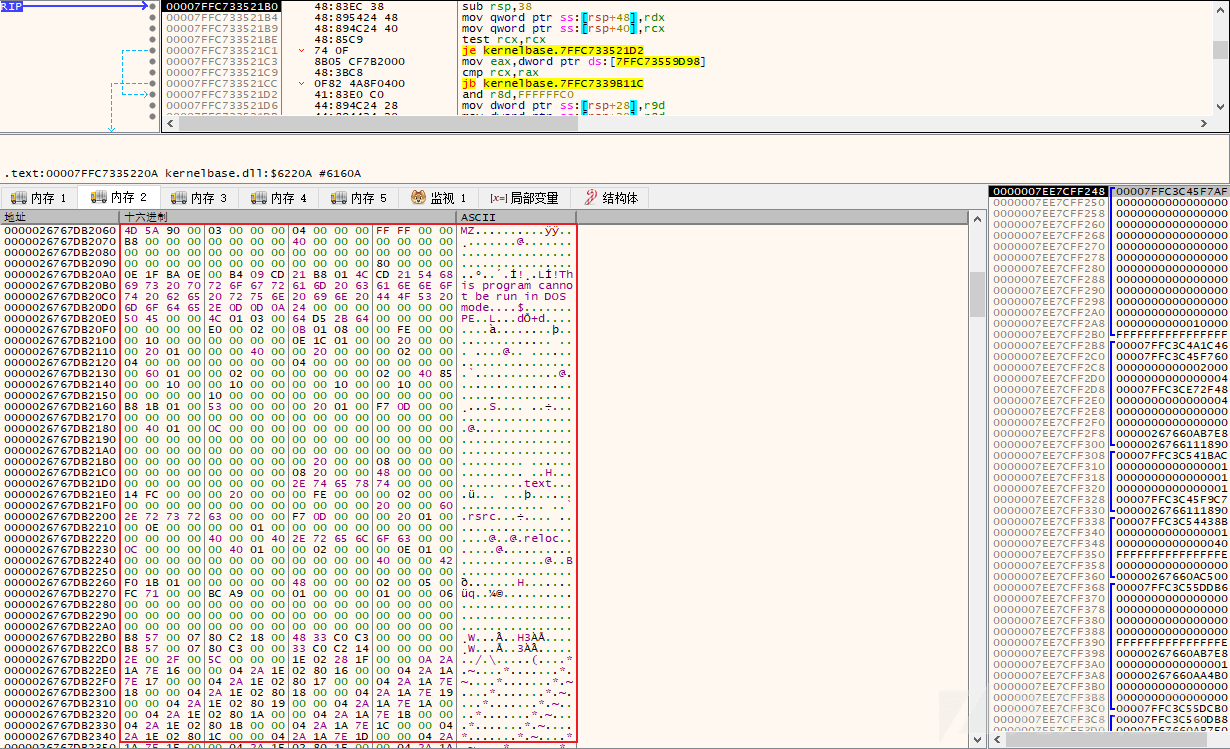 RIP
00007FFC733521B0 48:83EC 38 sub rsp,38
00007FFC733521B4 48:895424 48 mov qword ptr ss:[rsp+48],rdx
00007FFC733521B9 48:894C24 40 mov qword ptr ss:[rsp+40],rcx
00007FFC733521BE 48:85C9 test rcx,rcx
00007FFC733521C1 74 0F je kernelbase.7FFC733521D2
00007FFC733521C3 8B05 CF7B2000 mov eax,dword ptr ds:[7FFC73559D98]
00007FFC733521C9 48:3BC8 cmp rcx,rax
00007FFC733521CC 0F82 4A8F0400 jb kernelbase.7FFC7339B11C
00007FFC733521D2 41:83E0 C0 and r8d,FFFFFFC0
00007FFC733521D6 44:894C24 28 mov dword ptr ss:[rsp+28],r9d
.text:00007FFC7335220A kernelbase.dll:$6220A #6160A
内存 1 内存 2 内存 3 内存 4 内存 5 监视 1 [x=] 局部变量 结构体
地址 十六进制 ASCII
0000026767DB2060 4D 5A 90 00 03 00 00 00 04 00 00 00 FF FF 00 00 MZ..........ÿÿ..
0000026767DB2070 B8 00 00 00 00 00 00 00 40 00 00 00 00 00 00 00 ¸.......@.......
0000026767DB2080 00 00 00 00 00 00 00 00 00 00 00 00 00 00 00 00 ................
0000026767DB2090 00 00 00 00 00 00 00 00 00 00 00 00 80 00 00 00 ................
0000026767DB20A0 0E 1F BA 0E 00 B4 09 CD 21 B8 01 4C CD 21 54 68 ..º..´.Í!¸.LÍ!Th
0000026767DB20B0 69 73 20 70 72 6F 67 72 61 6D 20 63 61 6E 6E 6F is program canno
0000026767DB20C0 74 20 62 65 20 72 75 6E 20 69 6E 20 44 4F 53 20 t be run in DOS
0000026767DB20D0 6D 6F 64 65 2E 0D 0D 0A 24 00 00 00 00 00 00 00 mode....$.......
0000026767DB20E0 50 45 00 00 4C 01 03 00 64 D5 2B 64 00 00 00 00 PE..L...dÕ+d....
0000026767DB20F0 00 00 00 00 E0 00 02 00 0B 01 08 00 00 FE 00 00 ....à........þ..
0000026767DB2100 00 10 00 00 00 00 00 00 0E 1C 01 00 00 20 00 00 ............. ..
0000026767DB2110 00 20 01 00 00 00 40 00 00 20 00 00 00 02 00 00 . ....@.. ......
0000026767DB2120 04 00 00 00 00 00 00 00 04 00 00 00 00 00 00 00 ................
0000026767DB2130 00 60 01 00 00 02 00 00 00 00 00 00 02 00 40 85 .`............@.
0000026767DB2140 00 00 10 00 00 10 00 00 00 00 10 00 00 10 00 00 ................
0000026767DB2150 00 00 00 00 10 00 00 00 00 00 00 00 00 00 00 00 ................
0000026767DB2160 B8 1B 01 00 53 00 00 00 00 20 01 00 F7 0D 00 00 ¸...S.... ..÷...
0000026767DB2170 00 00 00 00 00 00 00 00 00 00 00 00 00 00 00 00 ................
0000026767DB2180 00 40 01 00 0C 00 00 00 00 00 00 00 00 00 00 00 .@..............
0000026767DB2190 00 00 00 00 00 00 00 00 00 00 00 00 00 00 00 00 ................
0000026767DB21A0 00 00 00 00 00 00 00 00 00 00 00 00 00 00 00 00 ................
0000026767DB21B0 00 00 00 00 00 00 00 00 00 20 00 00 08 00 00 00 ......... ......
0000026767DB21C0 00 00 00 00 00 00 00 00 08 20 00 00 48 00 00 00 ......... ..H...
0000026767DB21D0 00 00 00 00 00 00 00 00 2E 74 65 78 74 00 00 00 .........text...
0000026767DB21E0 14 FC 00 00 00 20 00 00 00 FE 00 00 00 02 00 00 .ü... ...þ......
0000026767DB21F0 00 00 00 00 00 00 00 00 00 00 00 00 20 00 00 60 ............ ..`
0000026767DB2200 2E 72 73 72 63 00 00 00 F7 0D 00 00 00 20 01 00 .rsrc...÷.... ..
0000026767DB2210 00 0E 00 00 00 00 01 00 00 00 00 00 00 00 00 00 ................
0000026767DB2220 00 00 00 00 40 00 00 40 2E 72 65 6C 6F 63 00 00 ....@..@.reloc..
0000026767DB2230 0C 00 00 00 00 40 01 00 00 02 00 00 00 0E 01 00 .....@..........
0000026767DB2240 00 00 00 00 00 00 00 00 00 00 00 00 40 00 00 42 ............@..B
0000026767DB2250 00 00 00 00 00 00 00 00 00 00 00 00 00 00 00 00 ................
0000026767DB2260 F0 1B 01 00 00 00 00 00 48 00 00 00 02 00 05 00 ð.......H.......
0000026767DB2270 FC 71 00 00 BC A9 00 00 01 00 00 00 01 00 00 06 üq..¼©..........
0000026767DB2280 00 00 00 00 00 00 00 00 00 00 00 00 00 00 00 00 ................
0000026767DB2290 00 00 00 00 00 00 00 00 00 00 00 00 00 00 00 00 ................
0000026767DB22A0 00 00 00 00 00 00 00 00 00 00 00 00 00 00 00 00 ................
0000026767DB22B0 B8 57 00 07 80 C2 18 00 48 33 C0 C3 00 00 00 00 ¸W...Â..H3ÀÃ....
0000026767DB22C0 B8 57 00 07 80 C3 00 00 33 C0 C2 14 00 00 00 00 ¸W...Ã..3ÀÂ.....
0000026767DB22D0 2E 00 2F 00 5C 00 00 00 1E 02 28 1F 00 00 0A 2A ../.\.....(....*
0000026767DB22E0 1A 7E 16 00 00 04 2A 1E 02 80 16 00 00 04 2A 1A .~....*.......*.
0000026767DB22F0 7E 17 00 00 04 2A 1E 02 80 17 00 00 04 2A 1A 7E ~....*.......*.~
0000026767DB2300 18 00 00 04 2A 1E 02 80 18 00 00 04 2A 1A 7E 19 ....*.......*.~.
0000026767DB2310 00 00 04 2A 1E 02 80 19 00 00 04 2A 1A 7E 1A 00 ...*.......*.~..
0000026767DB2320 00 04 2A 1E 02 80 1A 00 00 04 2A 1A 7E 1B 00 00 ..*.......*.~...
0000026767DB2330 04 2A 1E 02 80 1B 00 00 04 2A 1A 7E 1C 00 00 04 .*.......*.~....
0000026767DB2340 2A 1E 02 80 1C 00 00 04 2A 1A 7E 1D 00 00 04 2A *.......*.~....*
0000007EE7CFF248 00007FFC3C45F7AF
0000007EE7CFF250 0000000000000000
0000007EE7CFF258 0000000000000000
0000007EE7CFF260 0000000000000000
0000007EE7CFF268 0000000000000000
0000007EE7CFF270 0000000000000000
0000007EE7CFF278 0000000000000000
0000007EE7CFF280 0000000000000000
0000007EE7CFF288 0000000000000000
0000007EE7CFF290 0000000000000000
0000007EE7CFF298 0000000000000000
0000007EE7CFF2A0 0000000000000000
0000007EE7CFF2A8 0000000000001000
0000007EE7CFF2B0 FFFFFFFFFFFFFFFF
0000007EE7CFF2B8 00007FFC3C4A1C46
0000007EE7CFF2C0 00007FFC3C45F760
0000007EE7CFF2C8 0000000000002000
0000007EE7CFF2D0 0000000000000004
0000007EE7CFF2D8 00007FFC3CE72F48
0000007EE7CFF2E0 0000000000000004
0000007EE7CFF2E8 0000000000000000
0000007EE7CFF2F0 0000000000000000
0000007EE7CFF2F8 00000267660AB7E8
0000007EE7CFF300 0000026766111890
0000007EE7CFF308 00007FFC3C541BAC
0000007EE7CFF310 0000000000000001
0000007EE7CFF318 0000000000000001
0000007EE7CFF320 0000000000000001
0000007EE7CFF328 00007FFC3C45F9C7
0000007EE7CFF330 0000026766111890
0000007EE7CFF338 00007FFC3C54438B
0000007EE7CFF340 0000000000000001
0000007EE7CFF348 0000000000000040
0000007EE7CFF350 FFFFFFFFFFFFFFFE
0000007EE7CFF358 0000000000000000
0000007EE7CFF360 00000267660AC500
0000007EE7CFF368 00007FFC3C55DDB6
0000007EE7CFF370 0000000000000000
0000007EE7CFF378 0000000000000000
0000007EE7CFF380 0000000000000000
0000007EE7CFF388 0000000000000000
0000007EE7CFF390 FFFFFFFFFFFFFFFE
0000007EE7CFF398 00000267660AB7E8
0000007EE7CFF3A0 0000000000000001
0000007EE7CFF3A8 00000267660AA4B0
0000007EE7CFF3B0 0000000000000001
0000007EE7CFF3B8 0000000000000000
0000007EE7CFF3C0 00007FFC3C55DCB0
0000007EE7CFF3C8 00007FFC3C560DB8